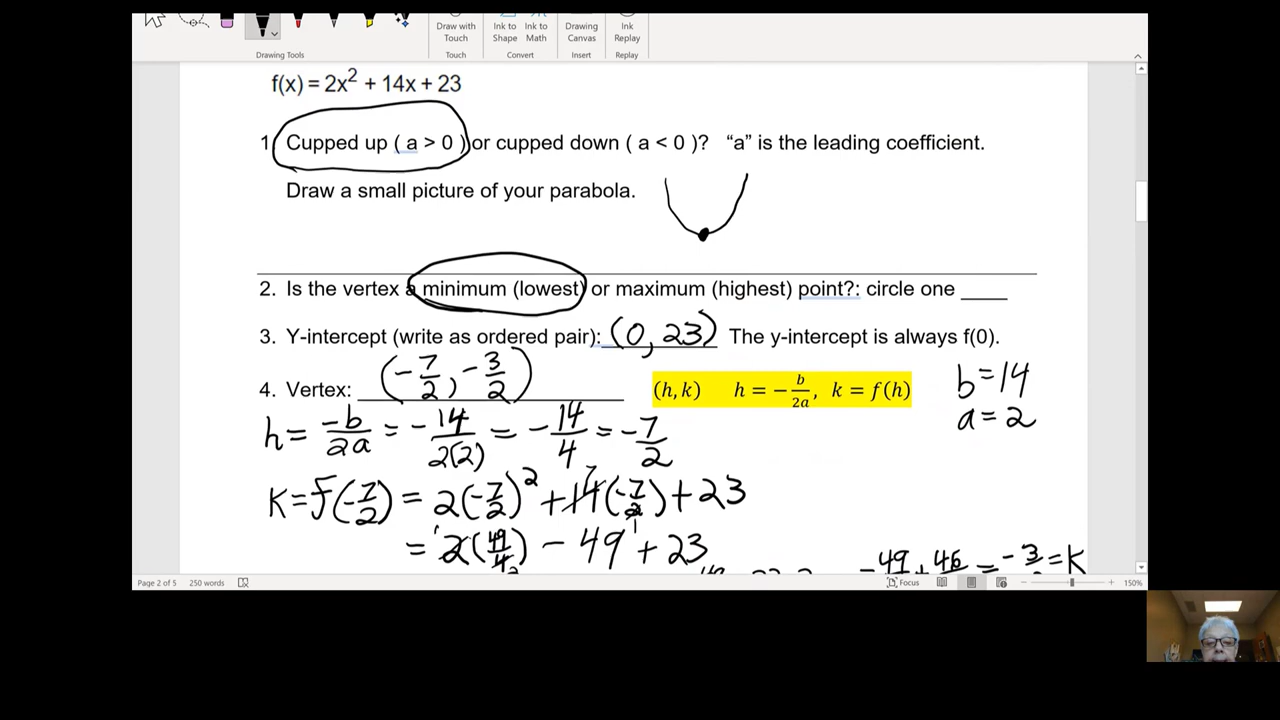 Draw with Touch
Ink to Shape
Ink to Math
Drawing Canvas
Ink Replay
Drawing Tools
Touch
Convert
Insert
Replay
f(x) = 2x² + 14x + 23
1 Cupped up ( a > 0 ) or cupped down ( a < 0 )? “a” is the leading coefficient.
Draw a small picture of your parabola.
2. Is the vertex a minimum (lowest) or maximum (highest) point?: circle one ____
3. Y-intercept (write as ordered pair): (0, 23) The y-intercept is always f(0).
4. Vertex: (-7/2, -3/2) (h, k) h = −b/2a, k = f(h) b=14
a=2
h = -b/2a = -14/2(2) = -14/4 = -7/2
K = f(-7/2) = 2(-7/2)² + 14(-7/2) + 23
= 2(49/4) - 49 + 23
-49 + 46 = -3 = K
Page 2 of 5 250 words Focus 150%